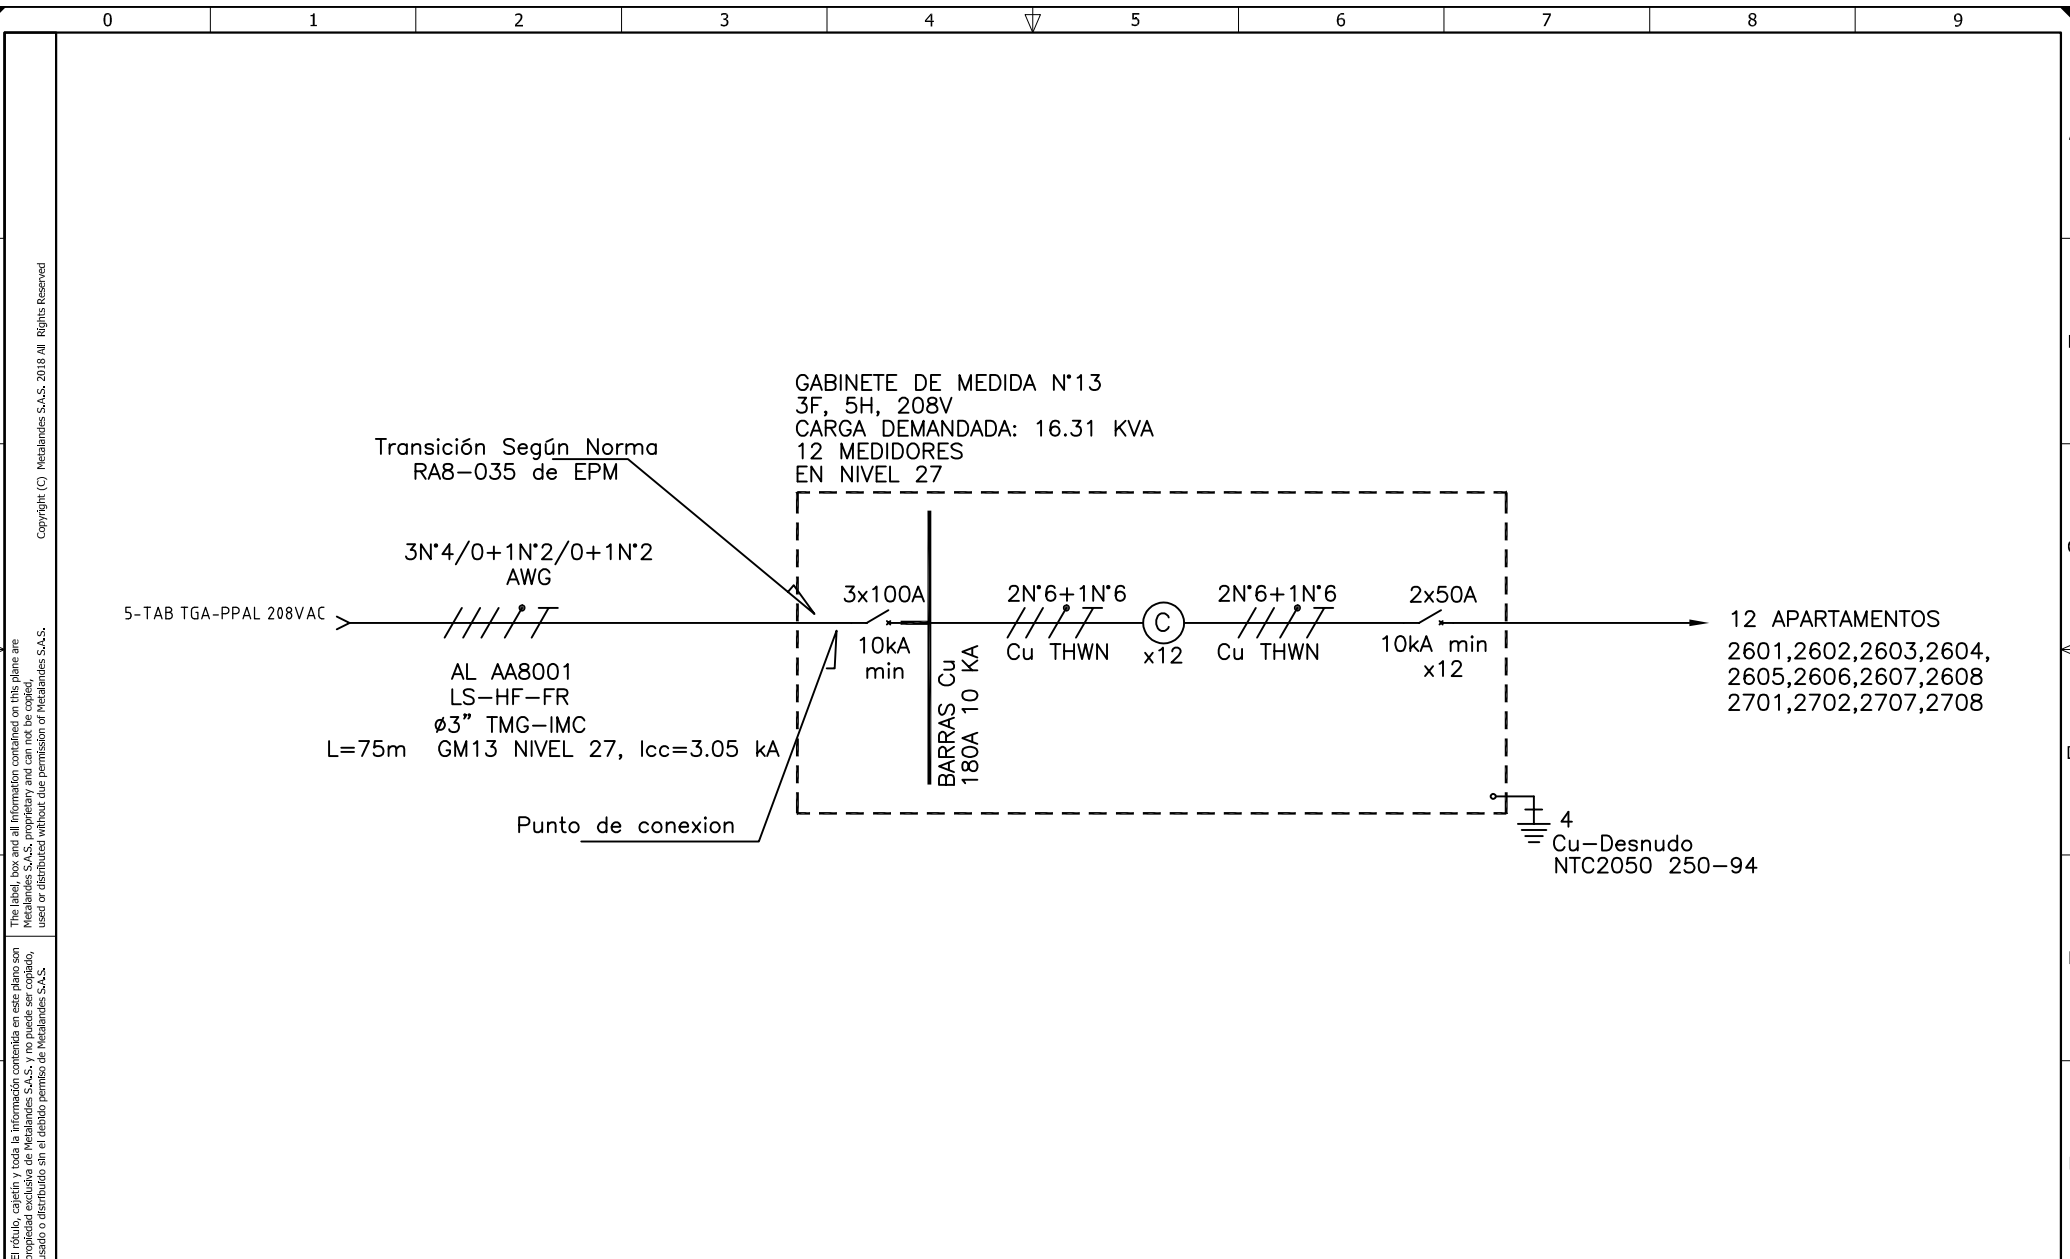 0 1 2 3 4 5 6 7 8 9
GABINETE DE MEDIDA N°13
3F, 5H, 208V
CARGA DEMANDADA: 16.31 KVA
12 MEDIDORES
EN NIVEL 27
Transición Según Norma
RA8-035 de EPM
3N°4/0+1N°2/0+1N°2
AWG
5-TAB TGA-PPAL 208VAC
AL AA8001
LS-HF-FR
ø3” TMG-IMC
L=75m GM13 NIVEL 27, Icc=3.05 kA
Punto de conexion
3x100A
10kA
min
BARRAS Cu
180A 10 KA
2N°6+1N°6
Cu THWN
C
x12
2N°6+1N°6
Cu THWN
2x50A
10kA min
x12
12 APARTAMENTOS
2601,2602,2603,2604,
2605,2606,2607,2608
2701,2702,2707,2708
4
Cu-Desnudo
NTC2050 250-94
The label, box and all information contained on this plane are
Metalandes S.A.S. proprietary and can not be copied,
used or distributed without due permission of Metalandes S.A.S.
Copyright (C) Metalandes S.A.S. 2018 All Rights Reserved
El rótulo, cajetín y toda la información contenida en este plano son
propiedad exclusiva de Metalandes S.A.S. y no puede ser copiado,
usado o distribuido sin el debido permiso de Metalandes S.A.S.